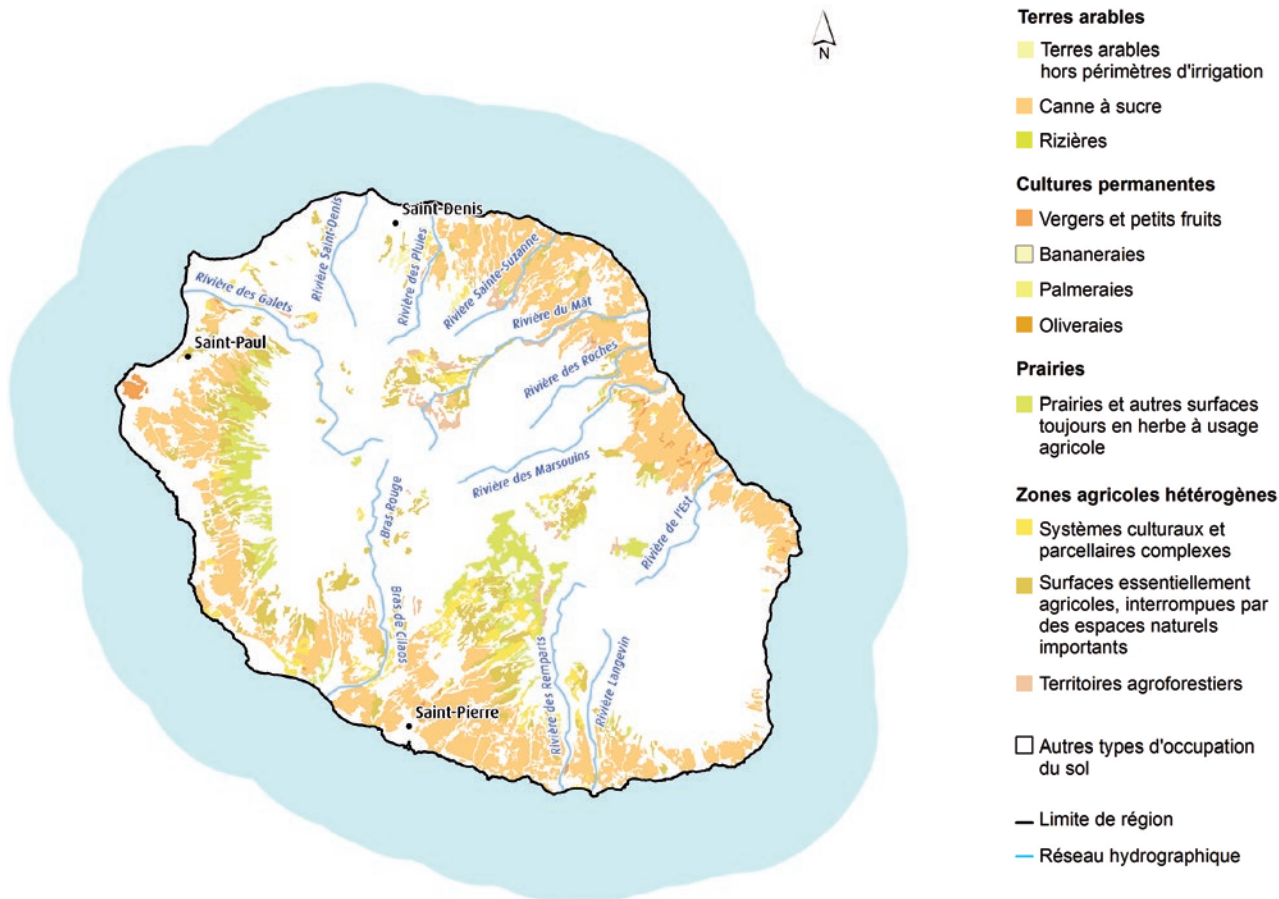 N
Saint-Denis
Rivière Saint-Denis
Rivière des Pluies
Rivière Sainte-Suzanne
Rivière des Galets
Rivière du Mât
Saint-Paul
Rivière des Roches
Rivière des Marsouins
Bras Rouge
Rivière de l'Est
Bras de Cilaos
Rivière des Remparts
Rivière Langevin
Saint-Pierre
Terres arables
Terres arables
hors périmètres d'irrigation
Canne à sucre
Rizières
Cultures permanentes
Vergers et petits fruits
Bananeraies
Palmeraies
Oliveraies
Prairies
Prairies et autres surfaces
toujours en herbe à usage
agricole
Zones agricoles hétérogènes
Systèmes culturaux et
parcellaires complexes
Surfaces essentiellement
agricoles, interrompues par
des espaces naturels
importants
Territoires agroforestiers
Autres types d'occupation
du sol
Limite de région
Réseau hydrographique